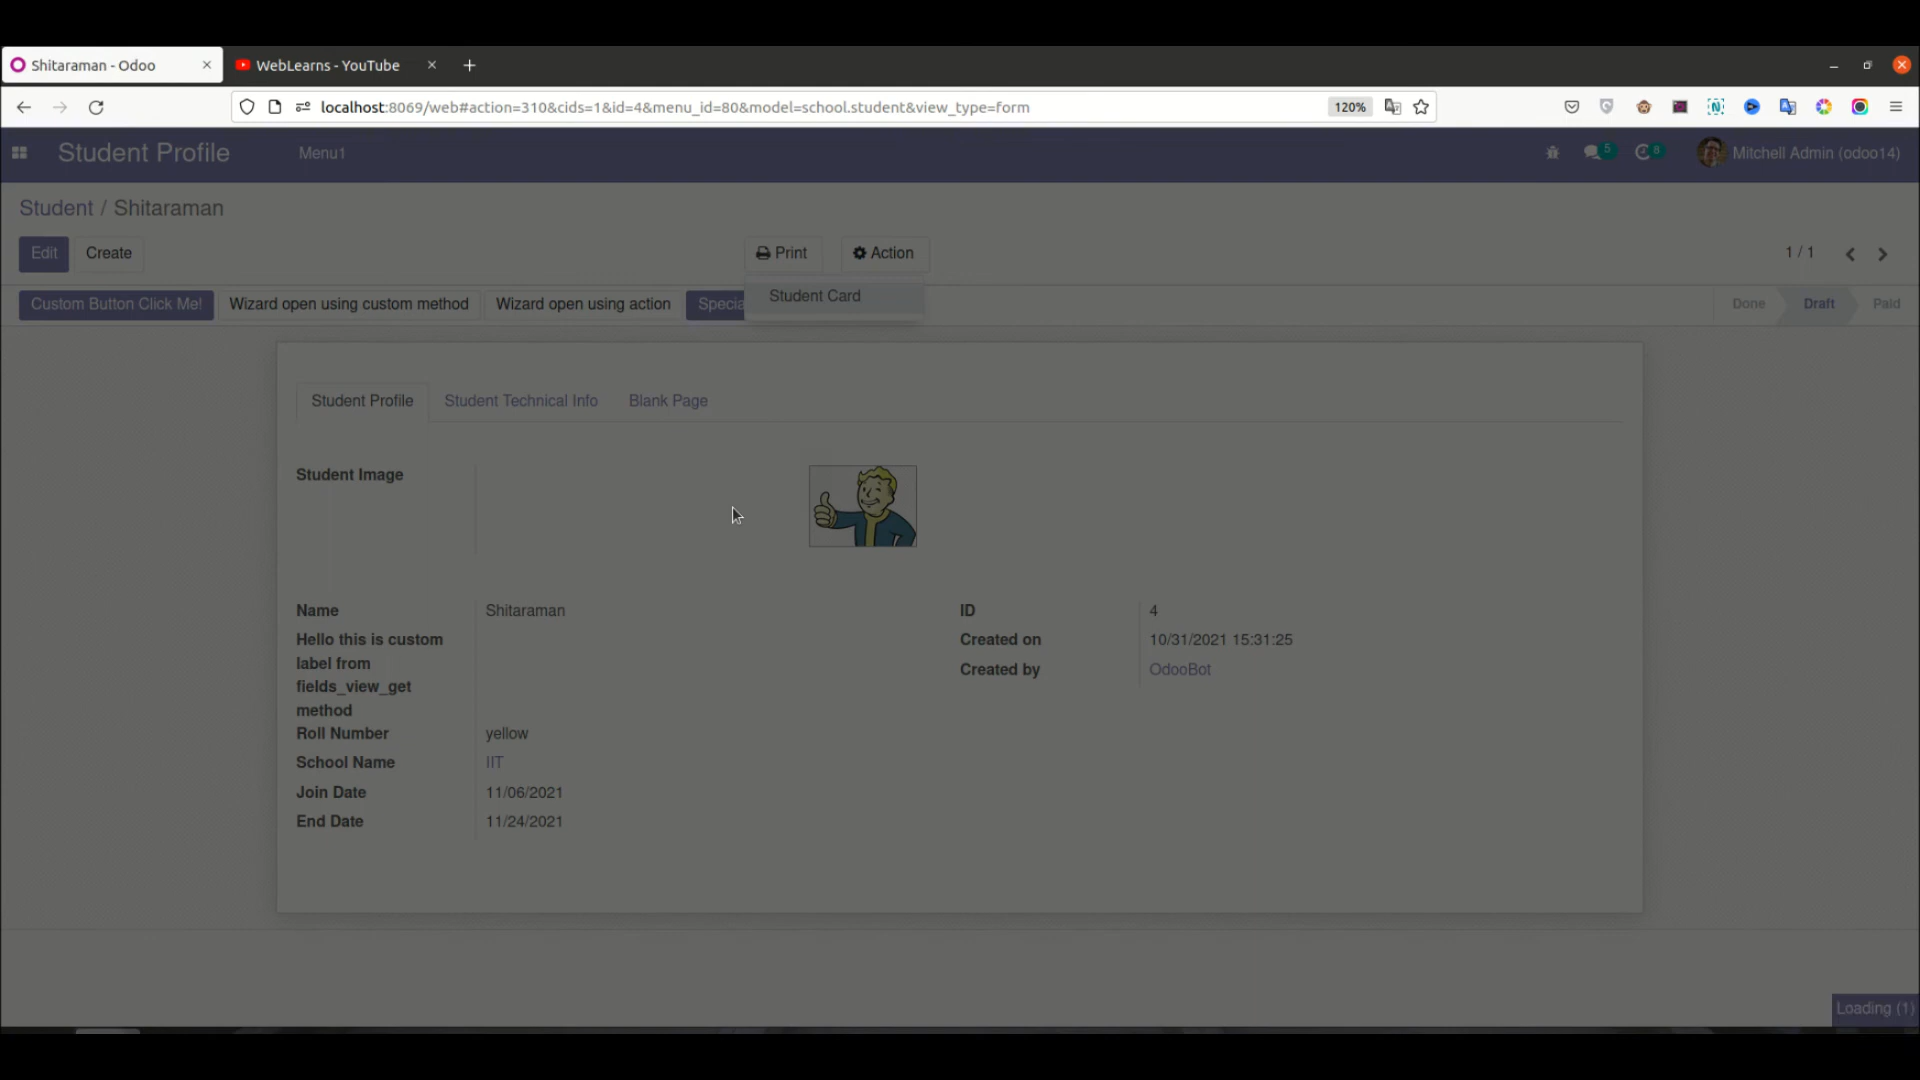 Shitaraman - Odoo
WebLearns - YouTube
localhost:8069/web#action=310&cids=1&id=4&menu_id=80&model=school.student&view_type=form
120%
Student Profile
Menu1
5
8
Mitchell Admin (odoo14)
Student / Shitaraman
Edit
Create
Print
Action
1 / 1
Student Card
Custom Button Click Me!
Wizard open using custom method
Wizard open using action
Specia
Done
Draft
Paid
Student Profile
Student Technical Info
Blank Page
Student Image
Name
Shitaraman
Hello this is custom
label from
fields_view_get
method
Roll Number
yellow
School Name
IIT
Join Date
11/06/2021
End Date
11/24/2021
ID
4
Created on
10/31/2021 15:31:25
Created by
OdooBot
Loading (1)